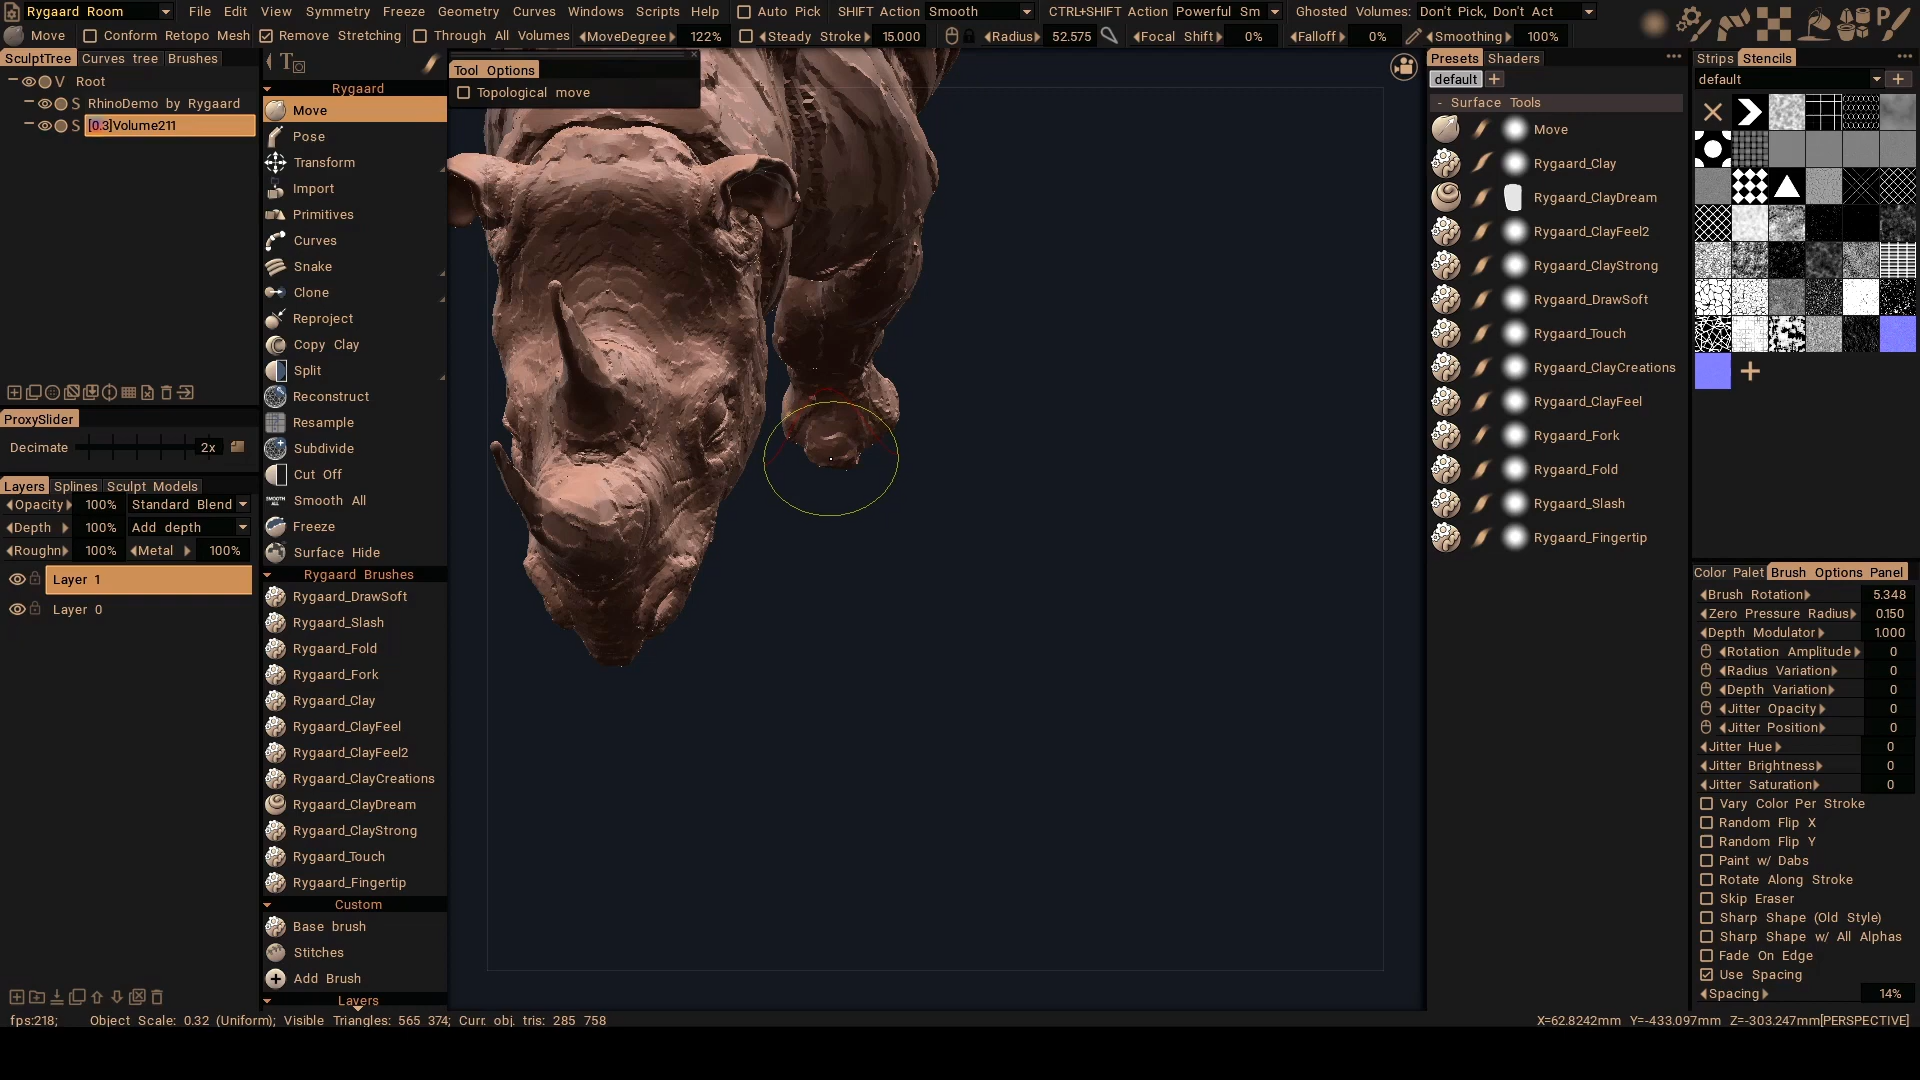 Rygaard Room File Edit View Symmetry Freeze Geometry Curves Windows Scripts Help Auto Pick SHIFT Action Smooth CTRL+SHIFT Action Powerful Sm Ghosted Volumes: Don't Pick, Don't Act
Move Conform Retopo Mesh Remove Stretching Through All Volumes MoveDegree 122% Steady Stroke 15.000 Radius 52.575 Focal Shift 0% Falloff 0% Smoothing 100%
SculptTree Curves tree Brushes
V Root
S RhinoDemo by Rygaard
S [0.3]Volume211
ProxySlider
Decimate 2x
Layers Splines Sculpt Models
Opacity 100% Standard Blend
Depth 100% Add depth
Roughn 100% Metal 100%
Layer 1
Layer 0
Rygaard
Move
Pose
Transform
Import
Primitives
Curves
Snake
Clone
Reproject
Copy Clay
Split
Reconstruct
Resample
Subdivide
Cut Off
SMOOTH ALL Smooth All
Freeze
Surface Hide
Rygaard Brushes
Rygaard_DrawSoft
Rygaard_Slash
Rygaard_Fold
Rygaard_Fork
Rygaard_Clay
Rygaard_ClayFeel
Rygaard_ClayFeel2
Rygaard_ClayCreations
Rygaard_ClayDream
Rygaard_ClayStrong
Rygaard_Touch
Rygaard_Fingertip
Custom
Base brush
Stitches
Add Brush
Layers
Tool Options
Topological move
Presets Shaders
default
- Surface Tools
Move
Rygaard_Clay
Rygaard_ClayDream
Rygaard_ClayFeel2
Rygaard_ClayStrong
Rygaard_DrawSoft
Rygaard_Touch
Rygaard_ClayCreations
Rygaard_ClayFeel
Rygaard_Fork
Rygaard_Fold
Rygaard_Slash
Rygaard_Fingertip
Strips Stencils
default
Color Palet Brush Options Panel
Brush Rotation 5.348
Zero Pressure Radius 0.150
Depth Modulator 1.000
Rotation Amplitude 0
Radius Variation 0
Depth Variation 0
Jitter Opacity 0
Jitter Position 0
Jitter Hue 0
Jitter Brightness 0
Jitter Saturation 0
Vary Color Per Stroke
Random Flip X
Random Flip Y
Paint w/ Dabs
Rotate Along Stroke
Skip Eraser
Sharp Shape (Old Style)
Sharp Shape w/ All Alphas
Fade On Edge
Use Spacing
Spacing 14%
fps:218; Object Scale: 0.32 (Uniform); Visible Triangles: 565 374; Curr. obj. tris: 285 758 X=62.8242mm Y=-433.097mm Z=-303.247mm[PERSPECTIVE]